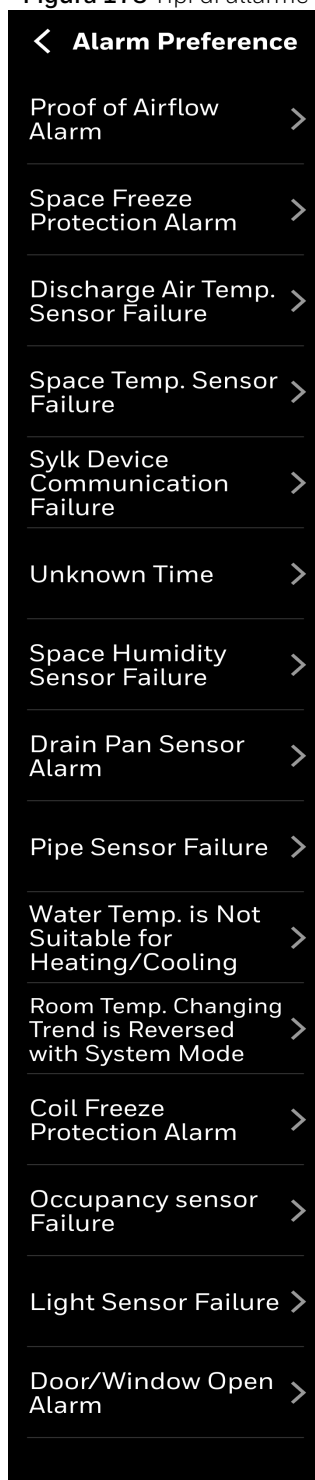 Alarm Preference
Proof of Airflow
Alarm
Space Freeze
Protection Alarm
Discharge Air Temp.
Sensor Failure
Space Temp. Sensor
Failure
Sylk Device
Communication
Failure
Unknown Time
Space Humidity
Sensor Failure
Drain Pan Sensor
Alarm
Pipe Sensor Failure
Water Temp. is Not
Suitable for
Heating/Cooling
Room Temp. Changing
Trend is Reversed
with System Mode
Coil Freeze
Protection Alarm
Occupancy sensor
Failure
Light Sensor Failure
Door/Window Open
Alarm